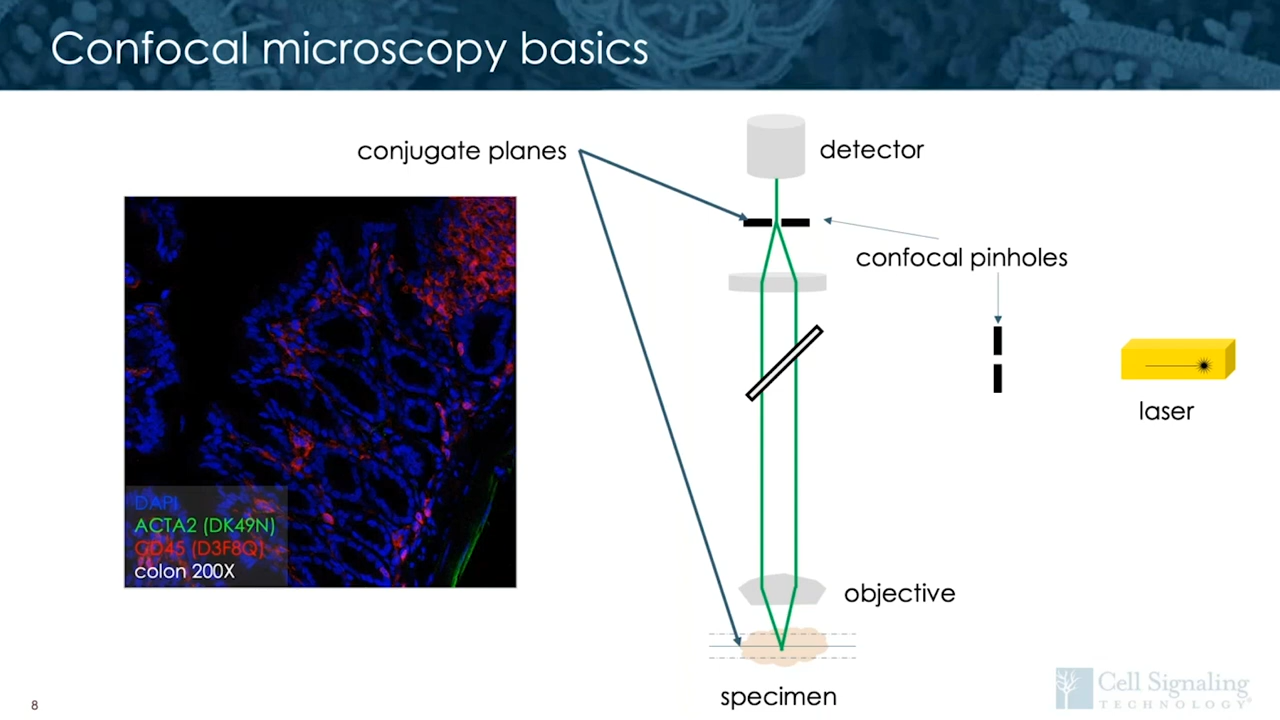 Confocal microscopy basics
conjugate planes
detector
confocal pinholes
laser
DAPI
ACTA2 (DK49N)
CD45 (D3F8Q)
colon 200X
objective
specimen
Cell Signaling
TECHNOLOGY®
8